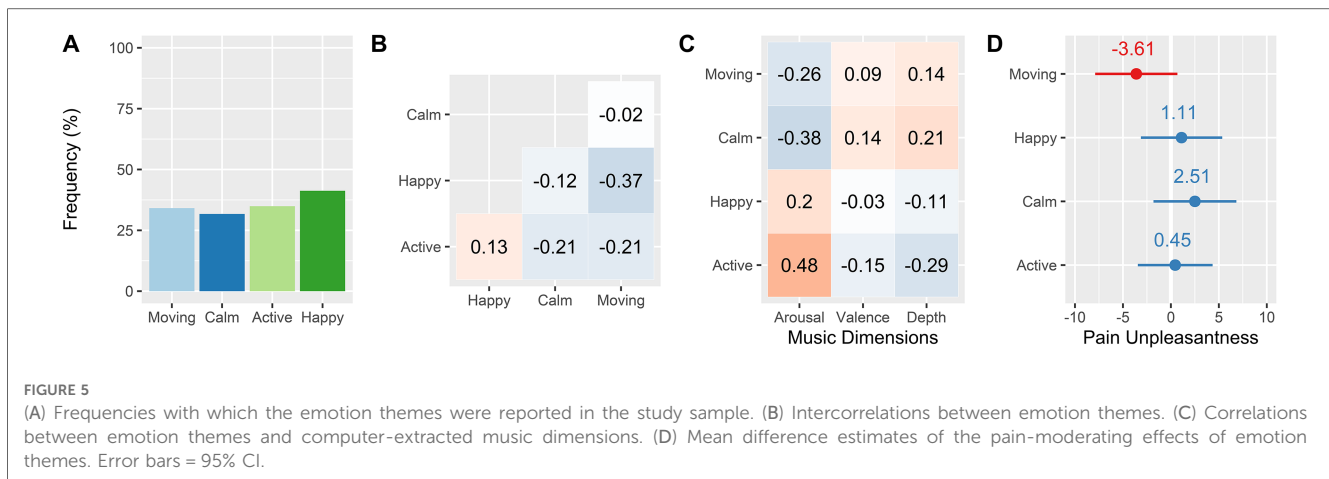 A
100
75
50
25
0
Frequency (%)
Moving Calm Active Happy
B
Calm -0.02
Happy -0.12 -0.37
Active 0.13 -0.21 -0.21
Happy Calm Moving
C
Moving -0.26 0.09 0.14
Calm -0.38 0.14 0.21
Happy 0.2 -0.03 -0.11
Active 0.48 -0.15 -0.29
Arousal Valence Depth
Music Dimensions
D
-3.61
Moving
1.11
Happy
2.51
Calm
0.45
Active
-10 -5 0 5 10
Pain Unpleasantness
FIGURE 5
(A) Frequencies with which the emotion themes were reported in the study sample. (B) Intercorrelations between emotion themes. (C) Correlations
between emotion themes and computer-extracted music dimensions. (D) Mean difference estimates of the pain-moderating effects of emotion
themes. Error bars = 95% CI.